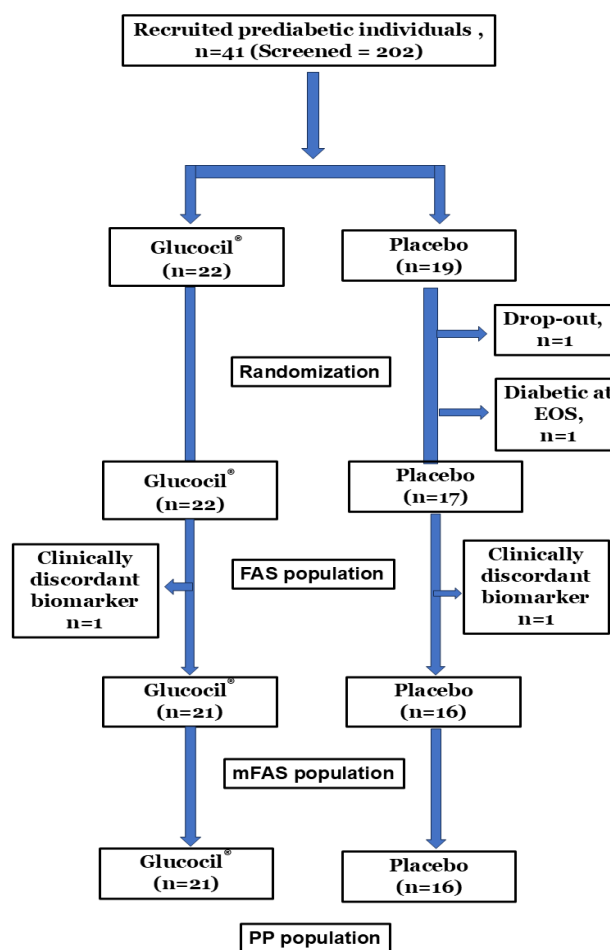 Recruited prediabetic individuals ,
n=41 (Screened = 202)
Glucocil®
(n=22)
Placebo
(n=19)
Drop-out,
n=1
Randomization
Diabetic at
EOS,
n=1
Glucocil®
(n=22)
Placebo
(n=17)
Clinically
discordant
biomarker
n=1
FAS population
Clinically
discordant
biomarker
n=1
Glucocil®
(n=21)
Placebo
(n=16)
mFAS population
Glucocil®
(n=21)
Placebo
(n=16)
PP population